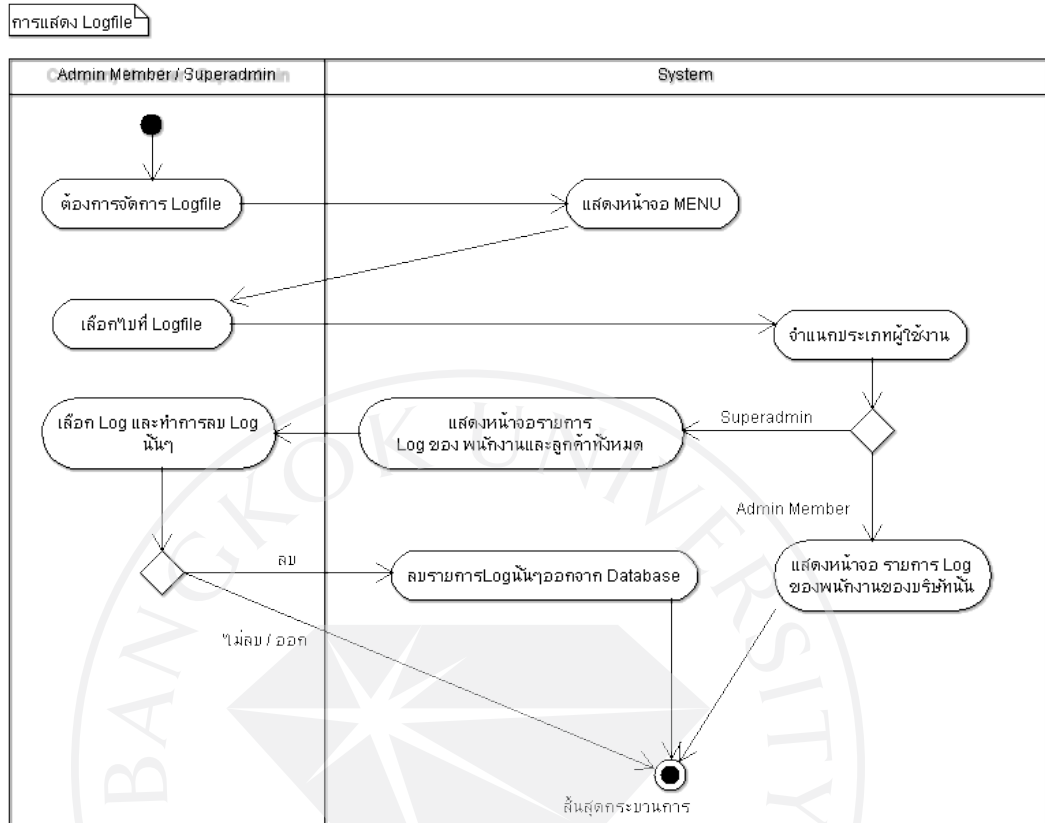 การแสดง Logfile
Admin Member / Superadmin
System
ต้องการจัดการ Logfile
แสดงหน้าจอ MENU
เลือกไปที่ Logfile
จำแนกประเภทผู้ใช้งาน
เลือก Log และทำการลบ Log
นั้นๆ
แสดงหน้าจอรายการ
Log ของ พนักงานและลูกค้าทั้งหมด
Superadmin
Admin Member
ลบ
ลบรายการLogนั้นๆออกจาก Database
แสดงหน้าจอ รายการ Log
ของพนักงานของบริษัทนั้น
ไม่ลบ / ออก
สิ้นสุดกระบวนการ
BANGKOK UNIVERSITY